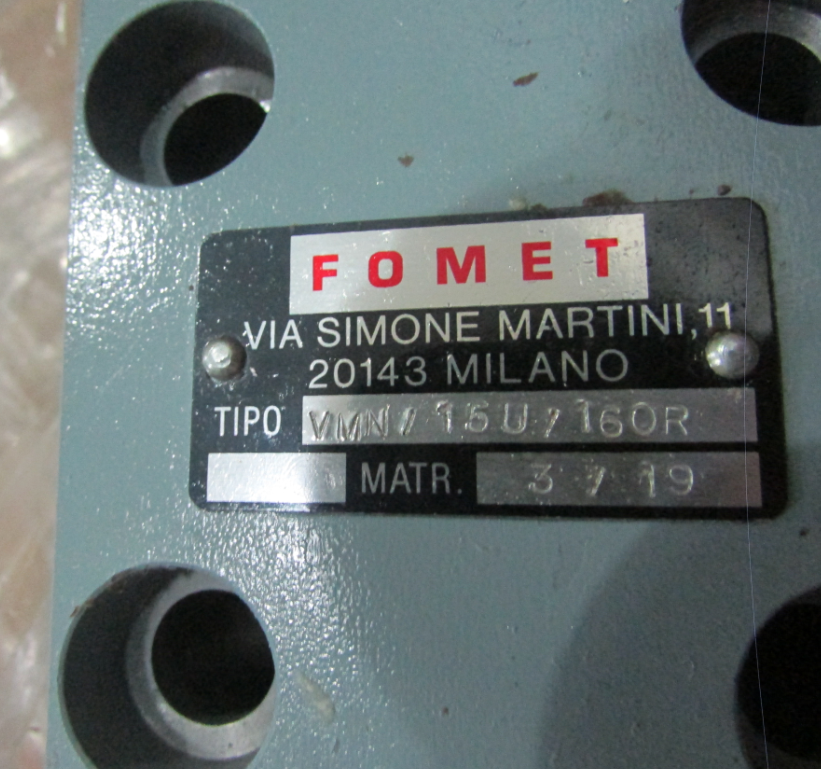 FOMET
VIA SIMONE MARTINI,11
20143 MILANO
TIPO VMN/15U/160R
MATR. 3/19